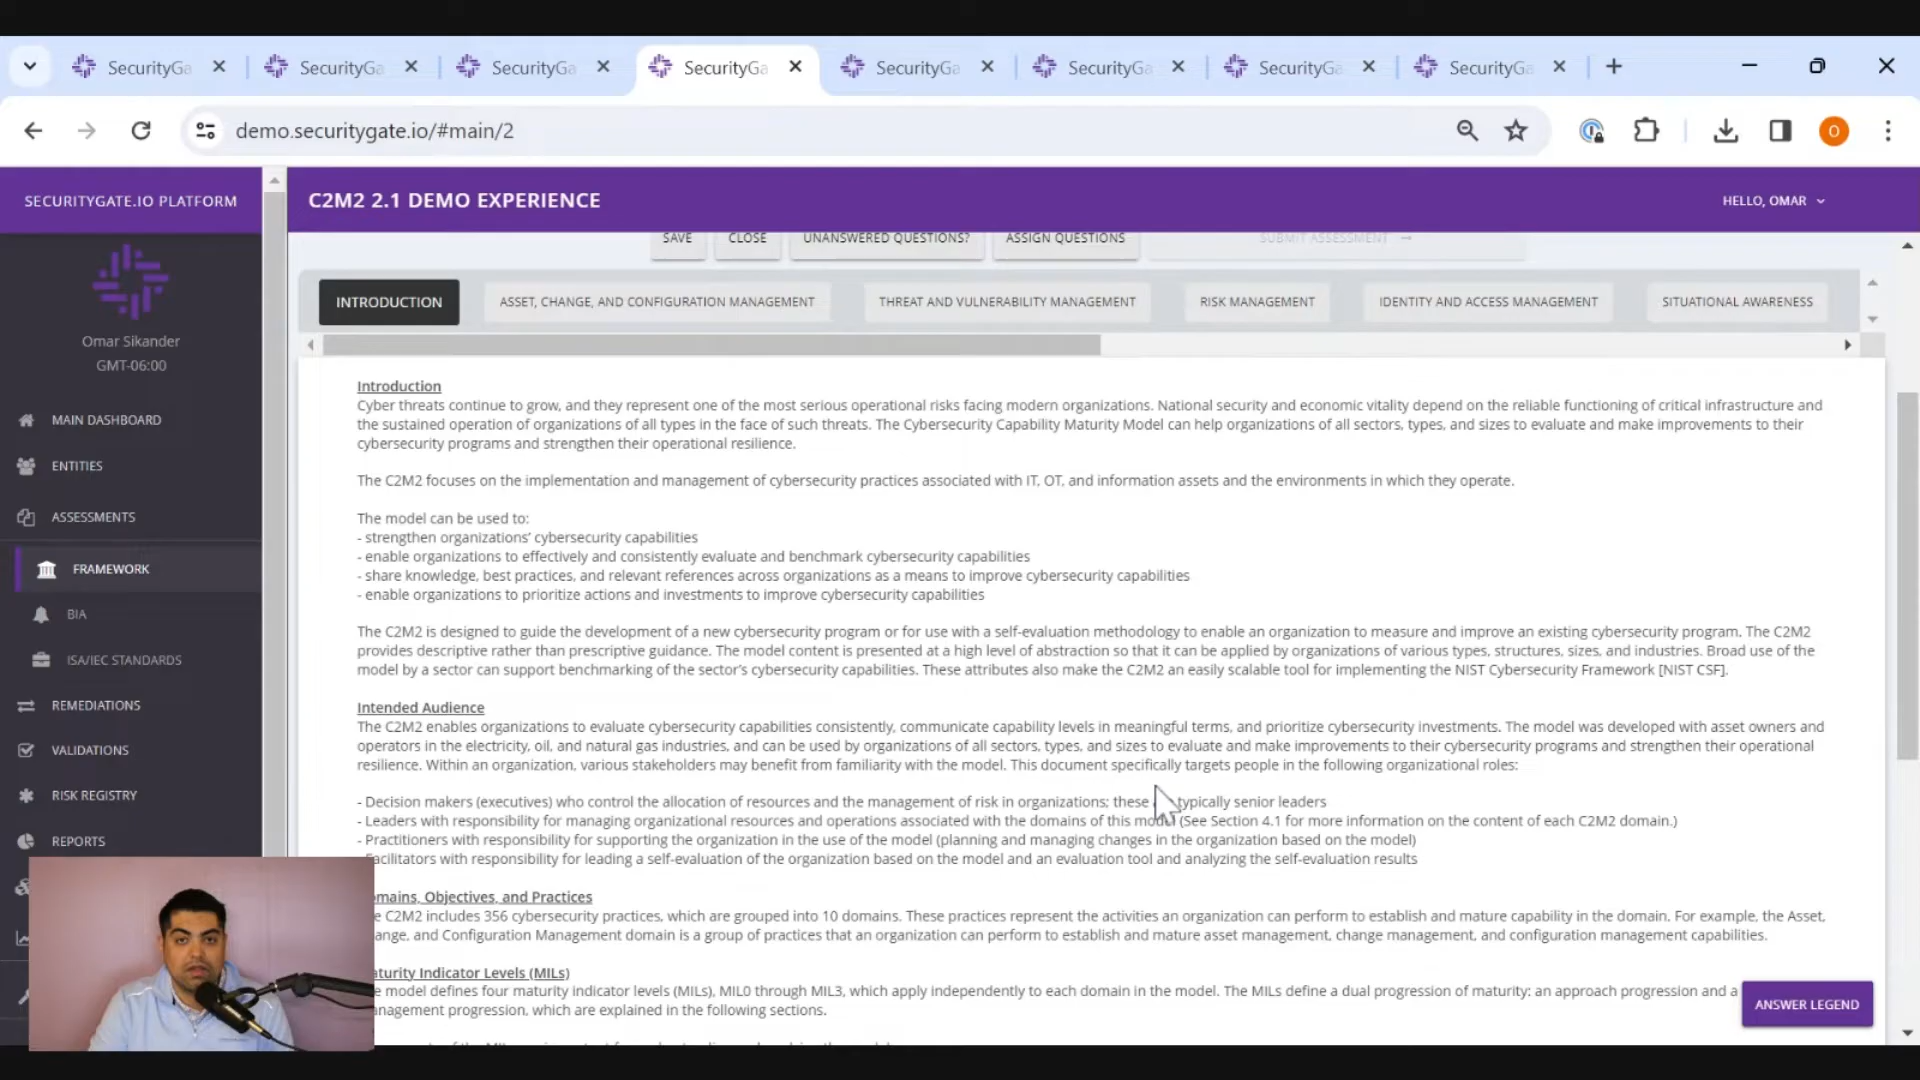 SecurityGa
SecurityGa
SecurityGa
SecurityGa
SecurityGa
SecurityGa
SecurityGa
SecurityGa
demo.securitygate.io/#main/2
O
SECURITYGATE.IO PLATFORM
C2M2 2.1 DEMO EXPERIENCE
HELLO, OMAR
Omar Sikander
GMT-06:00
MAIN DASHBOARD
ENTITIES
ASSESSMENTS
FRAMEWORK
BIA
ISA/IEC STANDARDS
REMEDIATIONS
VALIDATIONS
RISK REGISTRY
REPORTS
SAVE
CLOSE
UNANSWERED QUESTIONS?
ASSIGN QUESTIONS
SUBMIT ASSESSMENT →
INTRODUCTION
ASSET, CHANGE, AND CONFIGURATION MANAGEMENT
THREAT AND VULNERABILITY MANAGEMENT
RISK MANAGEMENT
IDENTITY AND ACCESS MANAGEMENT
SITUATIONAL AWARENESS
Introduction
Cyber threats continue to grow, and they represent one of the most serious operational risks facing modern organizations. National security and economic vitality depend on the reliable functioning of critical infrastructure and
the sustained operation of organizations of all types in the face of such threats. The Cybersecurity Capability Maturity Model can help organizations of all sectors, types, and sizes to evaluate and make improvements to their
cybersecurity programs and strengthen their operational resilience.
The C2M2 focuses on the implementation and management of cybersecurity practices associated with IT, OT, and information assets and the environments in which they operate.
The model can be used to:
- strengthen organizations' cybersecurity capabilities
- enable organizations to effectively and consistently evaluate and benchmark cybersecurity capabilities
- share knowledge, best practices, and relevant references across organizations as a means to improve cybersecurity capabilities
- enable organizations to prioritize actions and investments to improve cybersecurity capabilities
The C2M2 is designed to guide the development of a new cybersecurity program or for use with a self-evaluation methodology to enable an organization to measure and improve an existing cybersecurity program. The C2M2
provides descriptive rather than prescriptive guidance. The model content is presented at a high level of abstraction so that it can be applied by organizations of various types, structures, sizes, and industries. Broad use of the
model by a sector can support benchmarking of the sector's cybersecurity capabilities. These attributes also make the C2M2 an easily scalable tool for implementing the NIST Cybersecurity Framework [NIST CSF].
Intended Audience
The C2M2 enables organizations to evaluate cybersecurity capabilities consistently, communicate capability levels in meaningful terms, and prioritize cybersecurity investments. The model was developed with asset owners and
operators in the electricity, oil, and natural gas industries, and can be used by organizations of all sectors, types, and sizes to evaluate and make improvements to their cybersecurity programs and strengthen their operational
resilience. Within an organization, various stakeholders may benefit from familiarity with the model. This document specifically targets people in the following organizational roles:
- Decision makers (executives) who control the allocation of resources and the management of risk in organizations; these typically senior leaders
- Leaders with responsibility for managing organizational resources and operations associated with the domains of this model (See Section 4.1 for more information on the content of each C2M2 domain.)
- Practitioners with responsibility for supporting the organization in the use of the model (planning and managing changes in the organization based on the model)
acilitators with responsibility for leading a self-evaluation of the organization based on the model and an evaluation tool and analyzing the self-evaluation results
mains, Objectives, and Practices
e C2M2 includes 356 cybersecurity practices, which are grouped into 10 domains. These practices represent the activities an organization can perform to establish and mature capability in the domain. For example, the Asset,
ange, and Configuration Management domain is a group of practices that an organization can perform to establish and mature asset management, change management, and configuration management capabilities.
aturity Indicator Levels (MILs)
e model defines four maturity indicator levels (MILs), MIL0 through MIL3, which apply independently to each domain in the model. The MILs define a dual progression of maturity: an approach progression and a
anagement progression, which are explained in the following sections.
ANSWER LEGEND